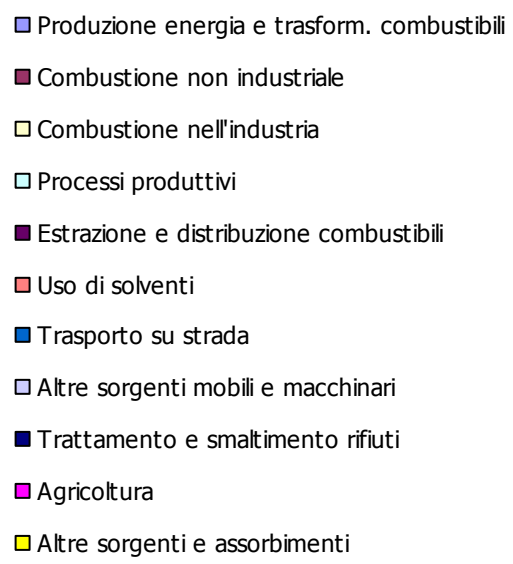 Produzione energia e trasform. combustibili
Combustione non industriale
Combustione nell'industria
Processi produttivi
Estrazione e distribuzione combustibili
Uso di solventi
Trasporto su strada
Altre sorgenti mobili e macchinari
Trattamento e smaltimento rifiuti
Agricoltura
Altre sorgenti e assorbimenti